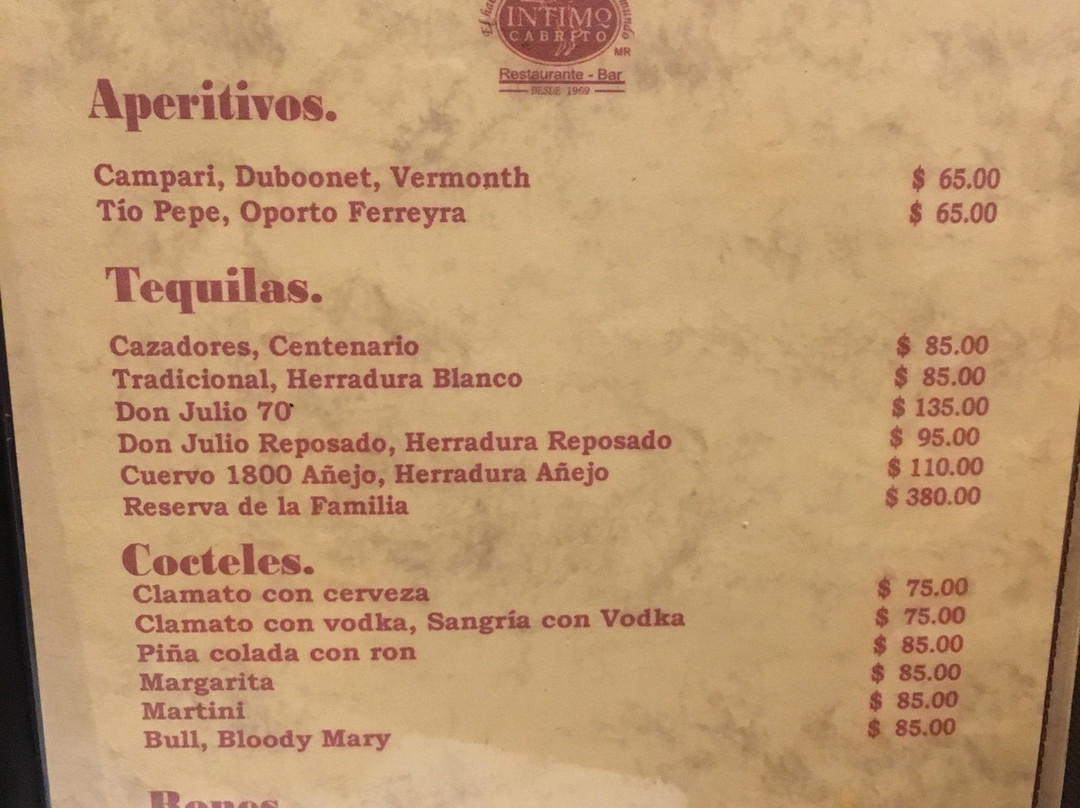 El
INTIMO
CABRITO
mundo
MR
Restaurante - Bar
DESDE 1969
Aperitivos.
Campari, Duboonet, Vermonth $ 65.00
Tío Pepe, Oporto Ferreyra $ 65.00
Tequilas.
Cazadores, Centenario $ 85.00
Tradicional, Herradura Blanco $ 85.00
Don Julio 70 $ 135.00
Don Julio Reposado, Herradura Reposado $ 95.00
Cuervo 1800 Añejo, Herradura Añejo $ 110.00
Reserva de la Familia $ 380.00
Cocteles.
Clamato con cerveza $ 75.00
Clamato con vodka, Sangría con Vodka $ 75.00
Piña colada con ron $ 85.00
Margarita $ 85.00
Martini $ 85.00
Bull, Bloody Mary $ 85.00